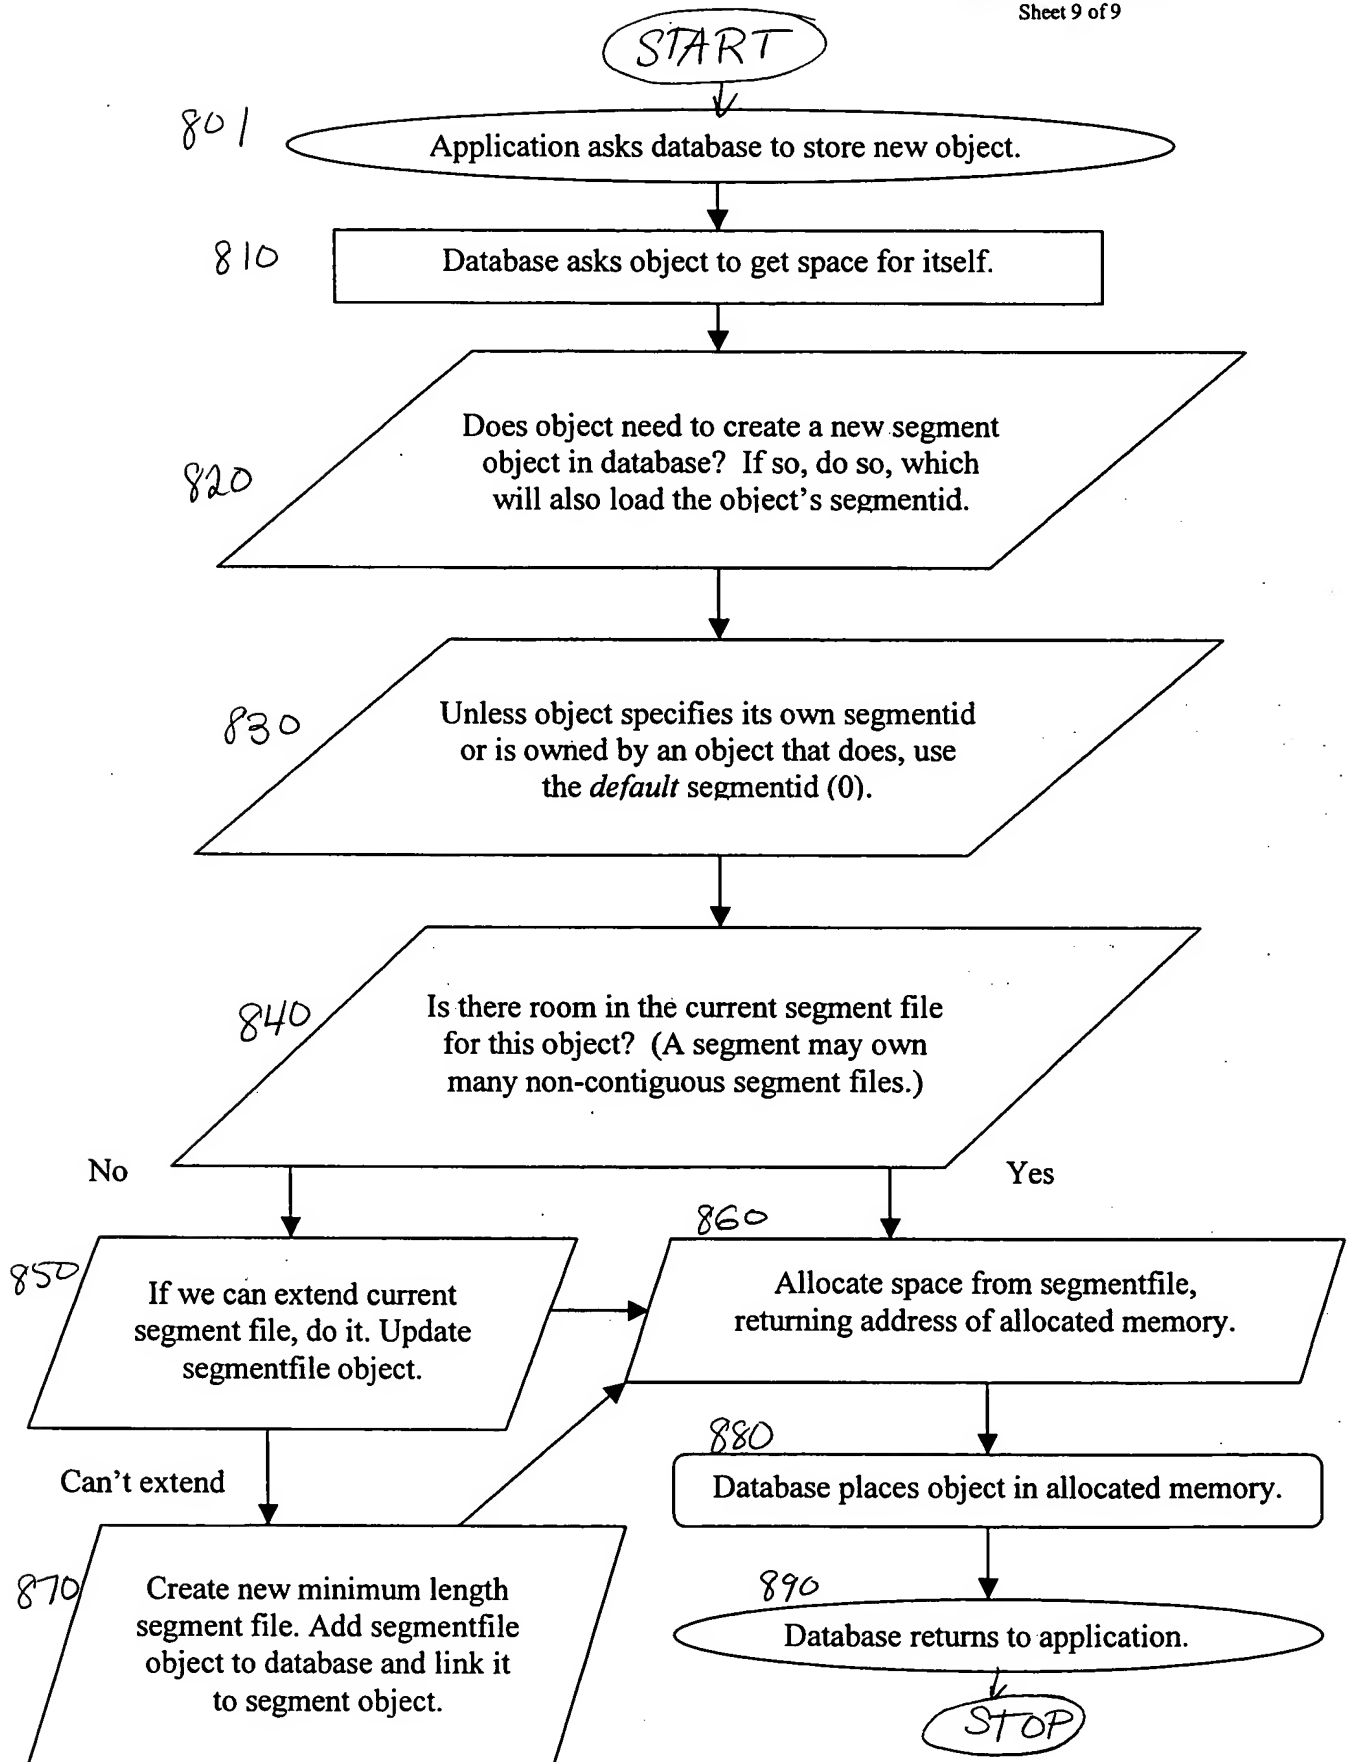 Sheet 9 of 9
START
801
Application asks database to store new object.
810
Database asks object to get space for itself.
820
Does object need to create a new segment
object in database? If so, do so, which
will also load the object's segmentid.
830
Unless object specifies its own segmentid
or is owned by an object that does, use
the default segmentid (0).
840
Is there room in the current segment file
for this object? (A segment may own
many non-contiguous segment files.)
No
Yes
850
If we can extend current
segment file, do it. Update
segmentfile object.
860
Allocate space from segmentfile,
returning address of allocated memory.
Can't extend
880
Database places object in allocated memory.
870
Create new minimum length
segment file. Add segmentfile
object to database and link it
to segment object.
890
Database returns to application.
STOP